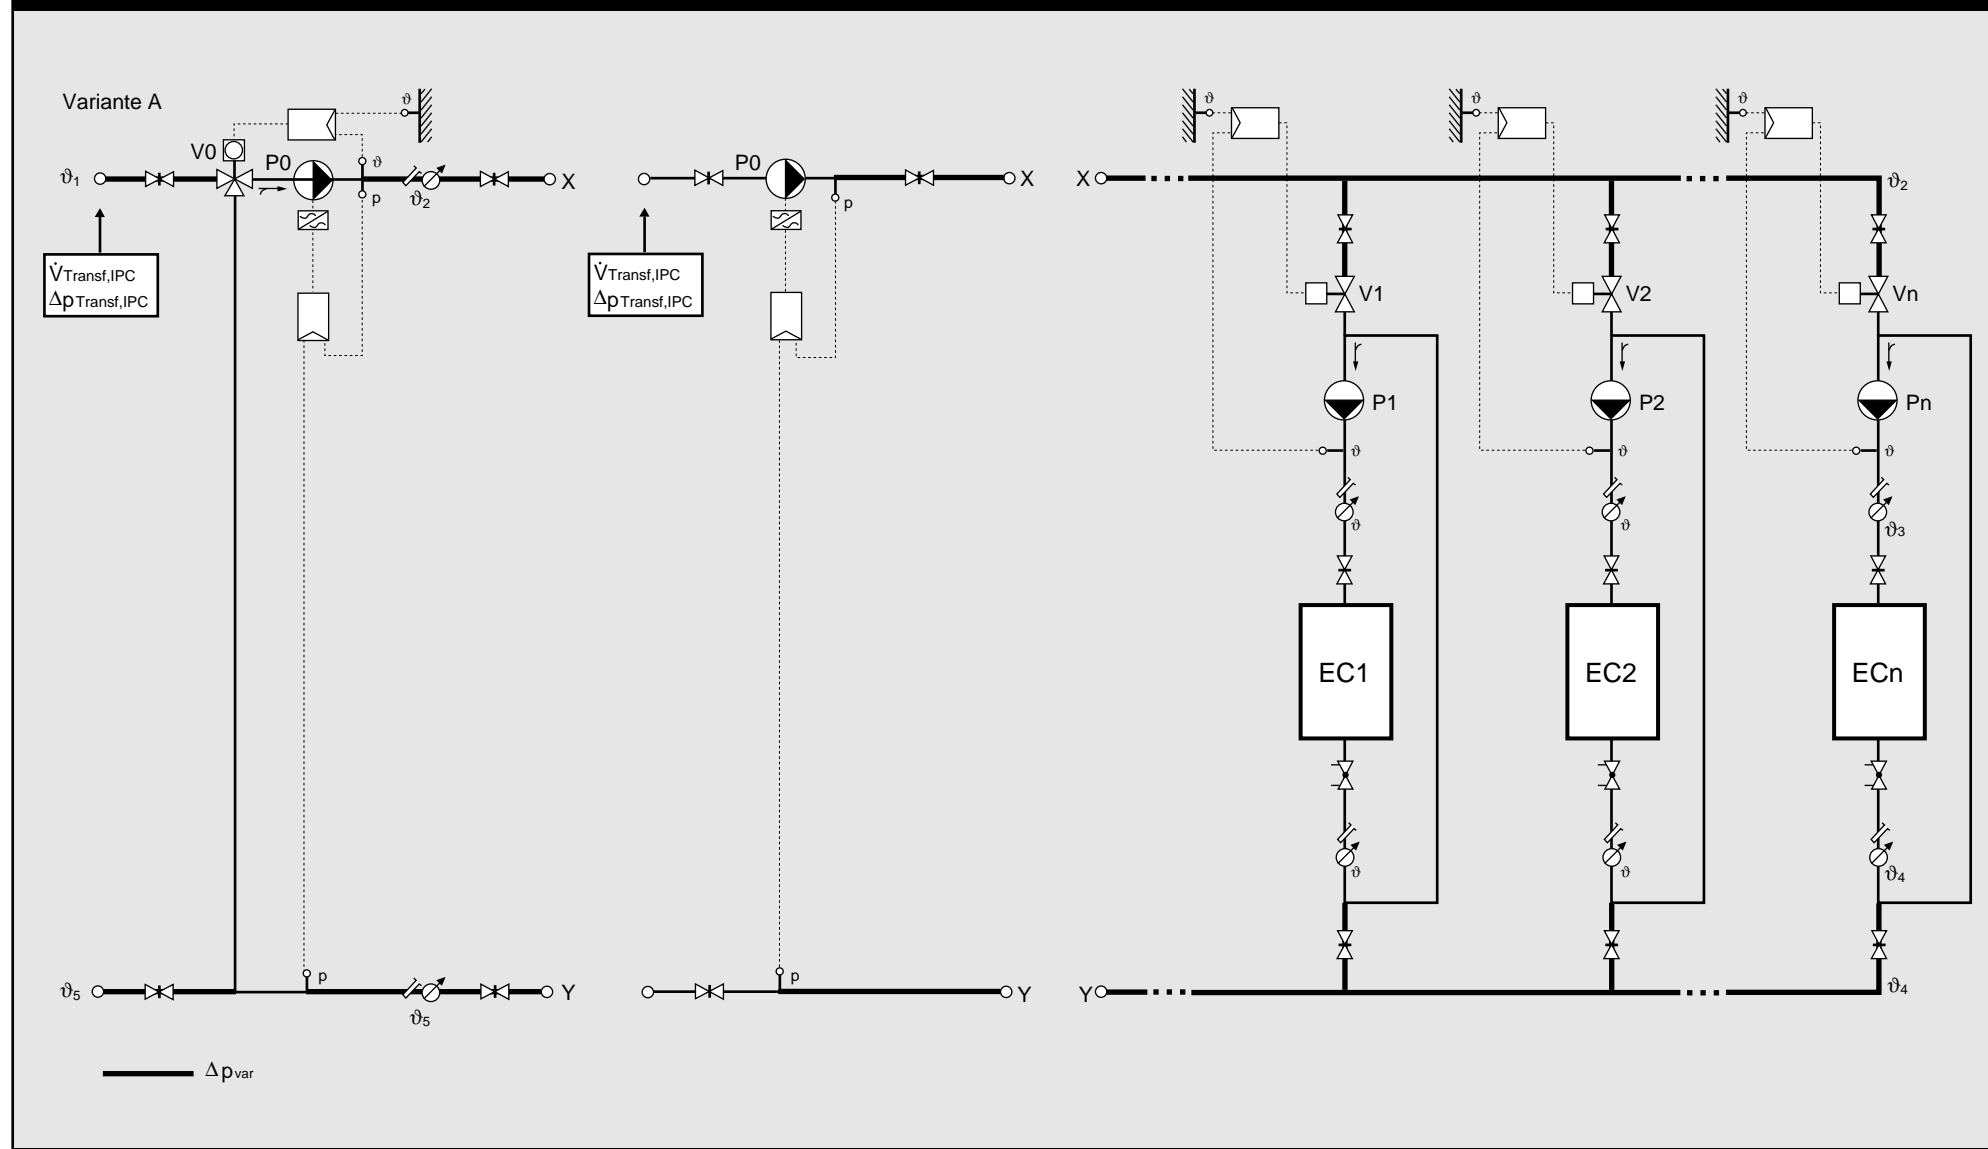 Variante A
ϑ
ϑ
ϑ
ϑ
V0
P0
ϑ
P0
ϑ1
X
X
X
ϑ2
p
ϑ2
p
V̇Transf,IPC
ΔpTransf,IPC
V̇Transf,IPC
ΔpTransf,IPC
V1
V2
Vn
P1
P2
Pn
ϑ
ϑ
ϑ
ϑ
ϑ
ϑ3
EC1
EC2
ECn
ϑ
ϑ
ϑ4
p
p
ϑ5
Y
Y
Y
ϑ4
ϑ5
Δpvar